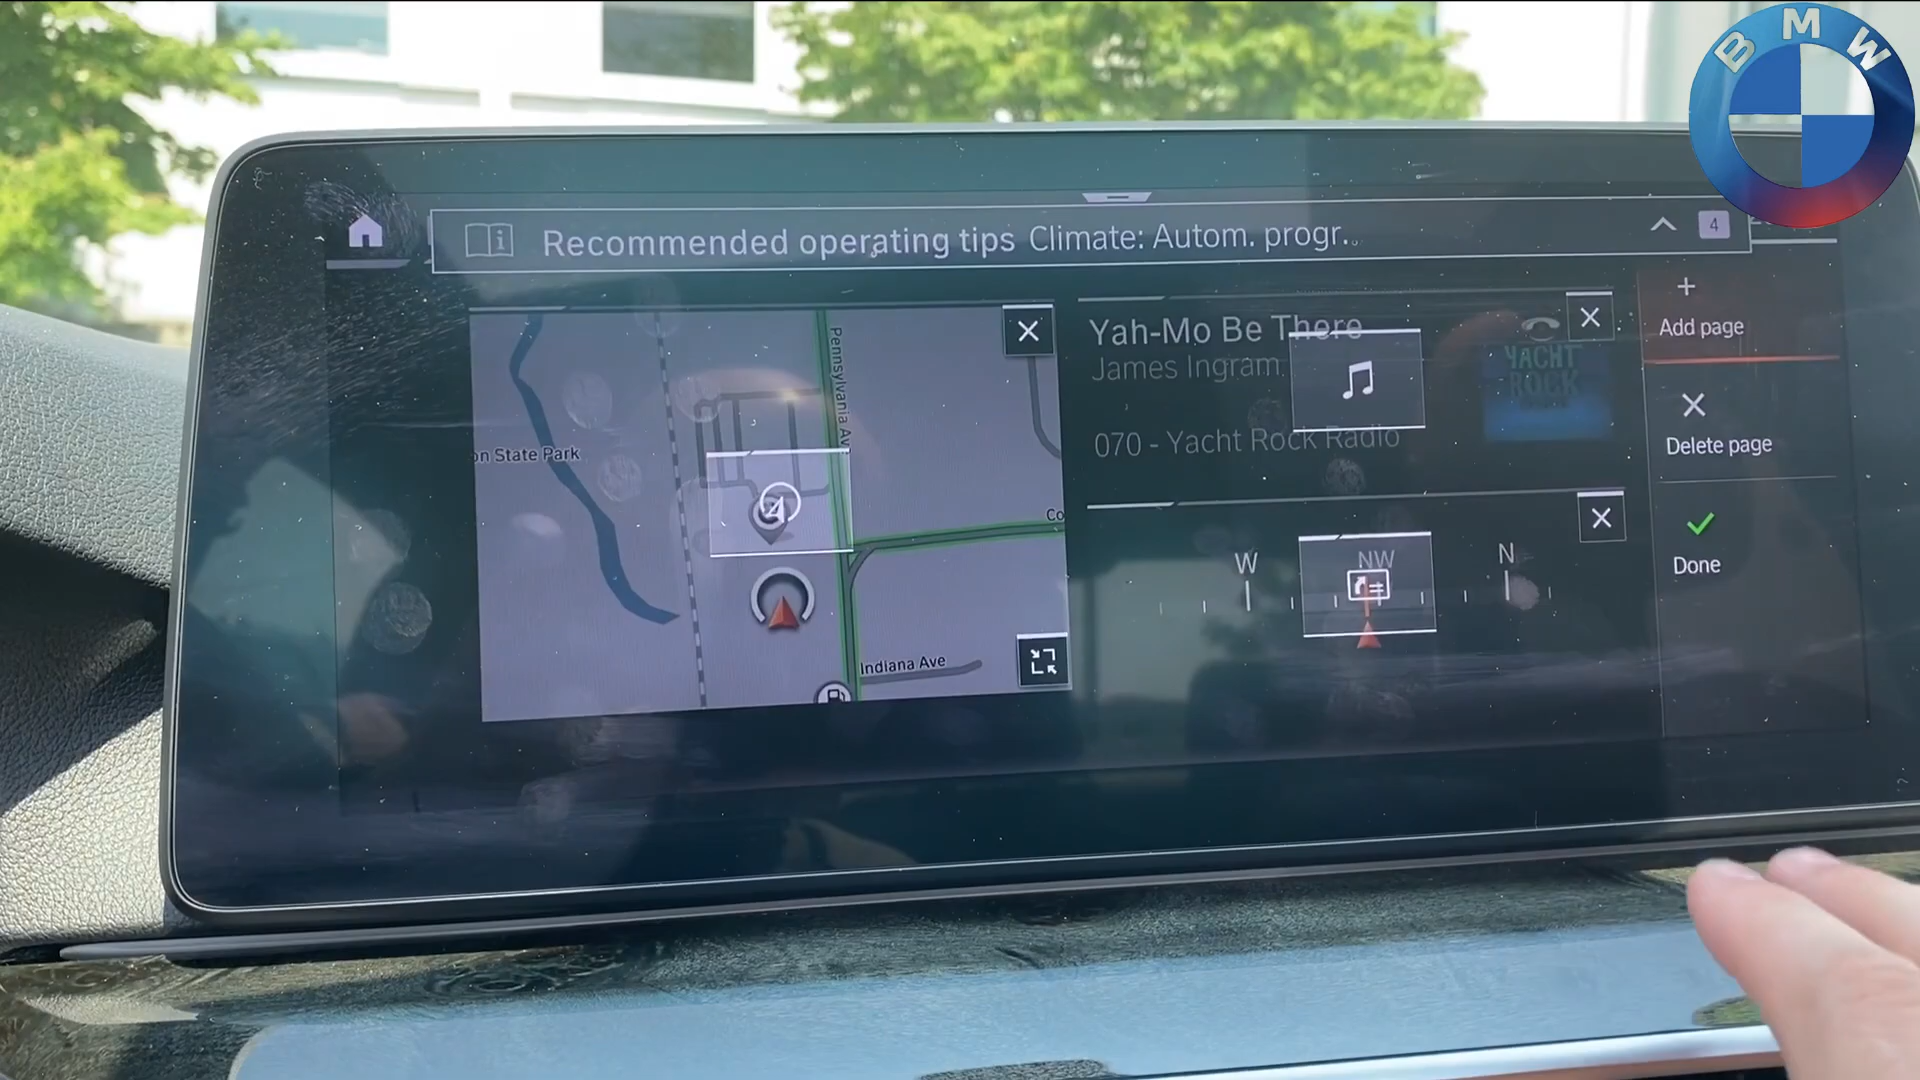 BMW
Recommended operating tips Climate: Autom. progr..
4
Pennsylvania Av
on State Park
Co
Indiana Ave
Yah-Mo Be There
James Ingram
070 - Yacht Rock Radio
YACHT
ROCK
W
NW
N
Add page
Delete page
Done